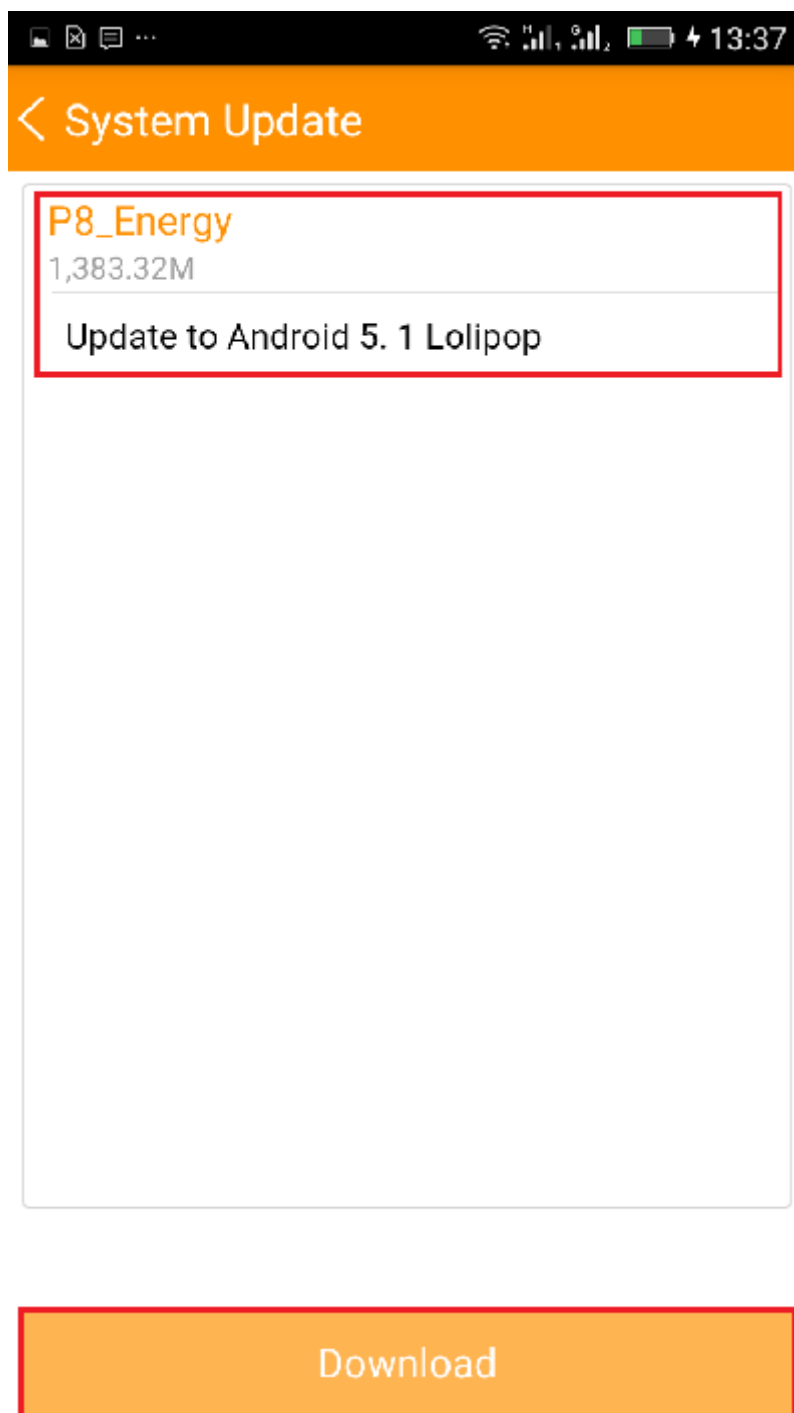 13:37
System Update
P8_Energy
1,383.32M
Update to Android 5. 1 Lolipop
Download